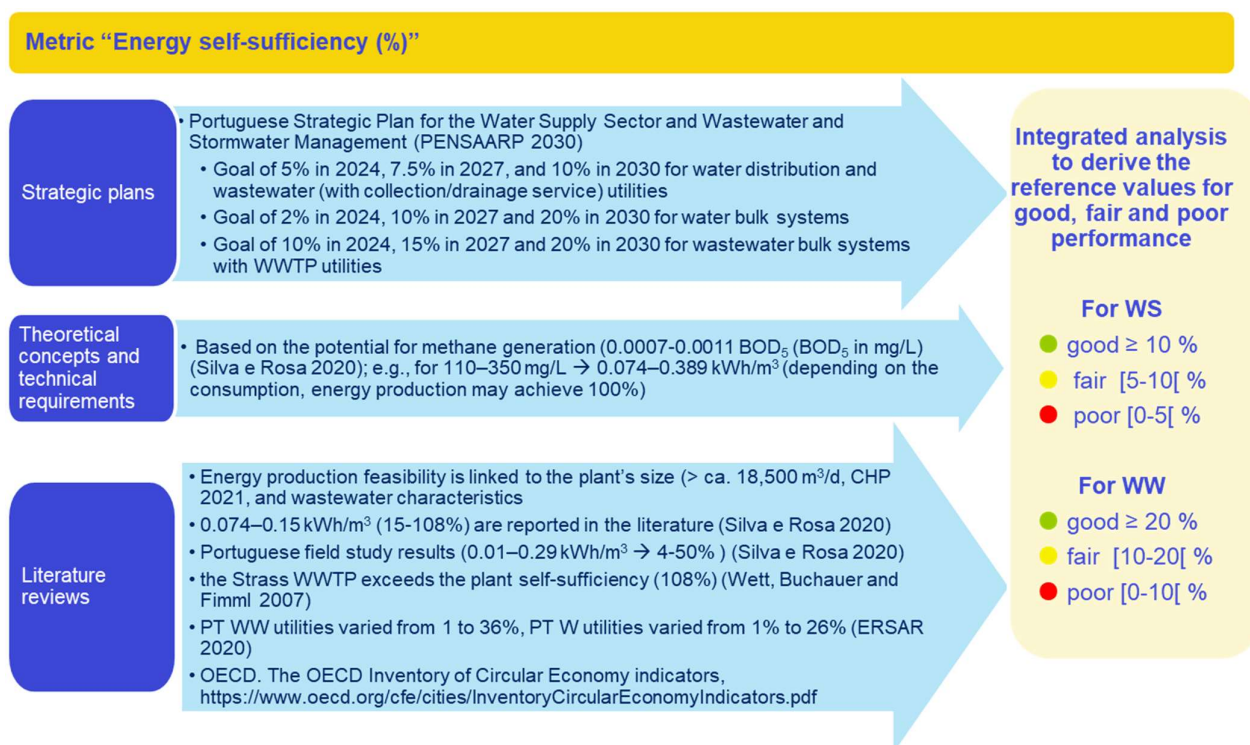 Metric “Energy self-sufficiency (%)”
Strategic plans
• Portuguese Strategic Plan for the Water Supply Sector and Wastewater and
Stormwater Management (PENSAARP 2030)
• Goal of 5% in 2024, 7.5% in 2027, and 10% in 2030 for water distribution and
wastewater (with collection/drainage service) utilities
• Goal of 2% in 2024, 10% in 2027 and 20% in 2030 for water bulk systems
• Goal of 10% in 2024, 15% in 2027 and 20% in 2030 for wastewater bulk systems
with WWTP utilities
Theoretical
concepts and
technical
requirements
• Based on the potential for methane generation (0.0007-0.0011 BOD₅ (BOD₅ in mg/L)
(Silva e Rosa 2020); e.g., for 110–350 mg/L → 0.074–0.389 kWh/m³ (depending on the
consumption, energy production may achieve 100%)
Literature
reviews
• Energy production feasibility is linked to the plant’s size (> ca. 18,500 m³/d, CHP
2021, and wastewater characteristics
• 0.074–0.15 kWh/m³ (15-108%) are reported in the literature (Silva e Rosa 2020)
• Portuguese field study results (0.01–0.29 kWh/m³ → 4-50% ) (Silva e Rosa 2020)
• the Strass WWTP exceeds the plant self-sufficiency (108%) (Wett, Buchauer and
Fimml 2007)
• PT WW utilities varied from 1 to 36%, PT W utilities varied from 1% to 26% (ERSAR
2020)
• OECD. The OECD Inventory of Circular Economy indicators,
https://www.oecd.org/cfe/cities/InventoryCircularEconomyIndicators.pdf
Integrated analysis
to derive the
reference values for
good, fair and poor
performance
For WS
good ≥ 10 %
fair [5-10[ %
poor [0-5[ %
For WW
good ≥ 20 %
fair [10-20[ %
poor [0-10[ %